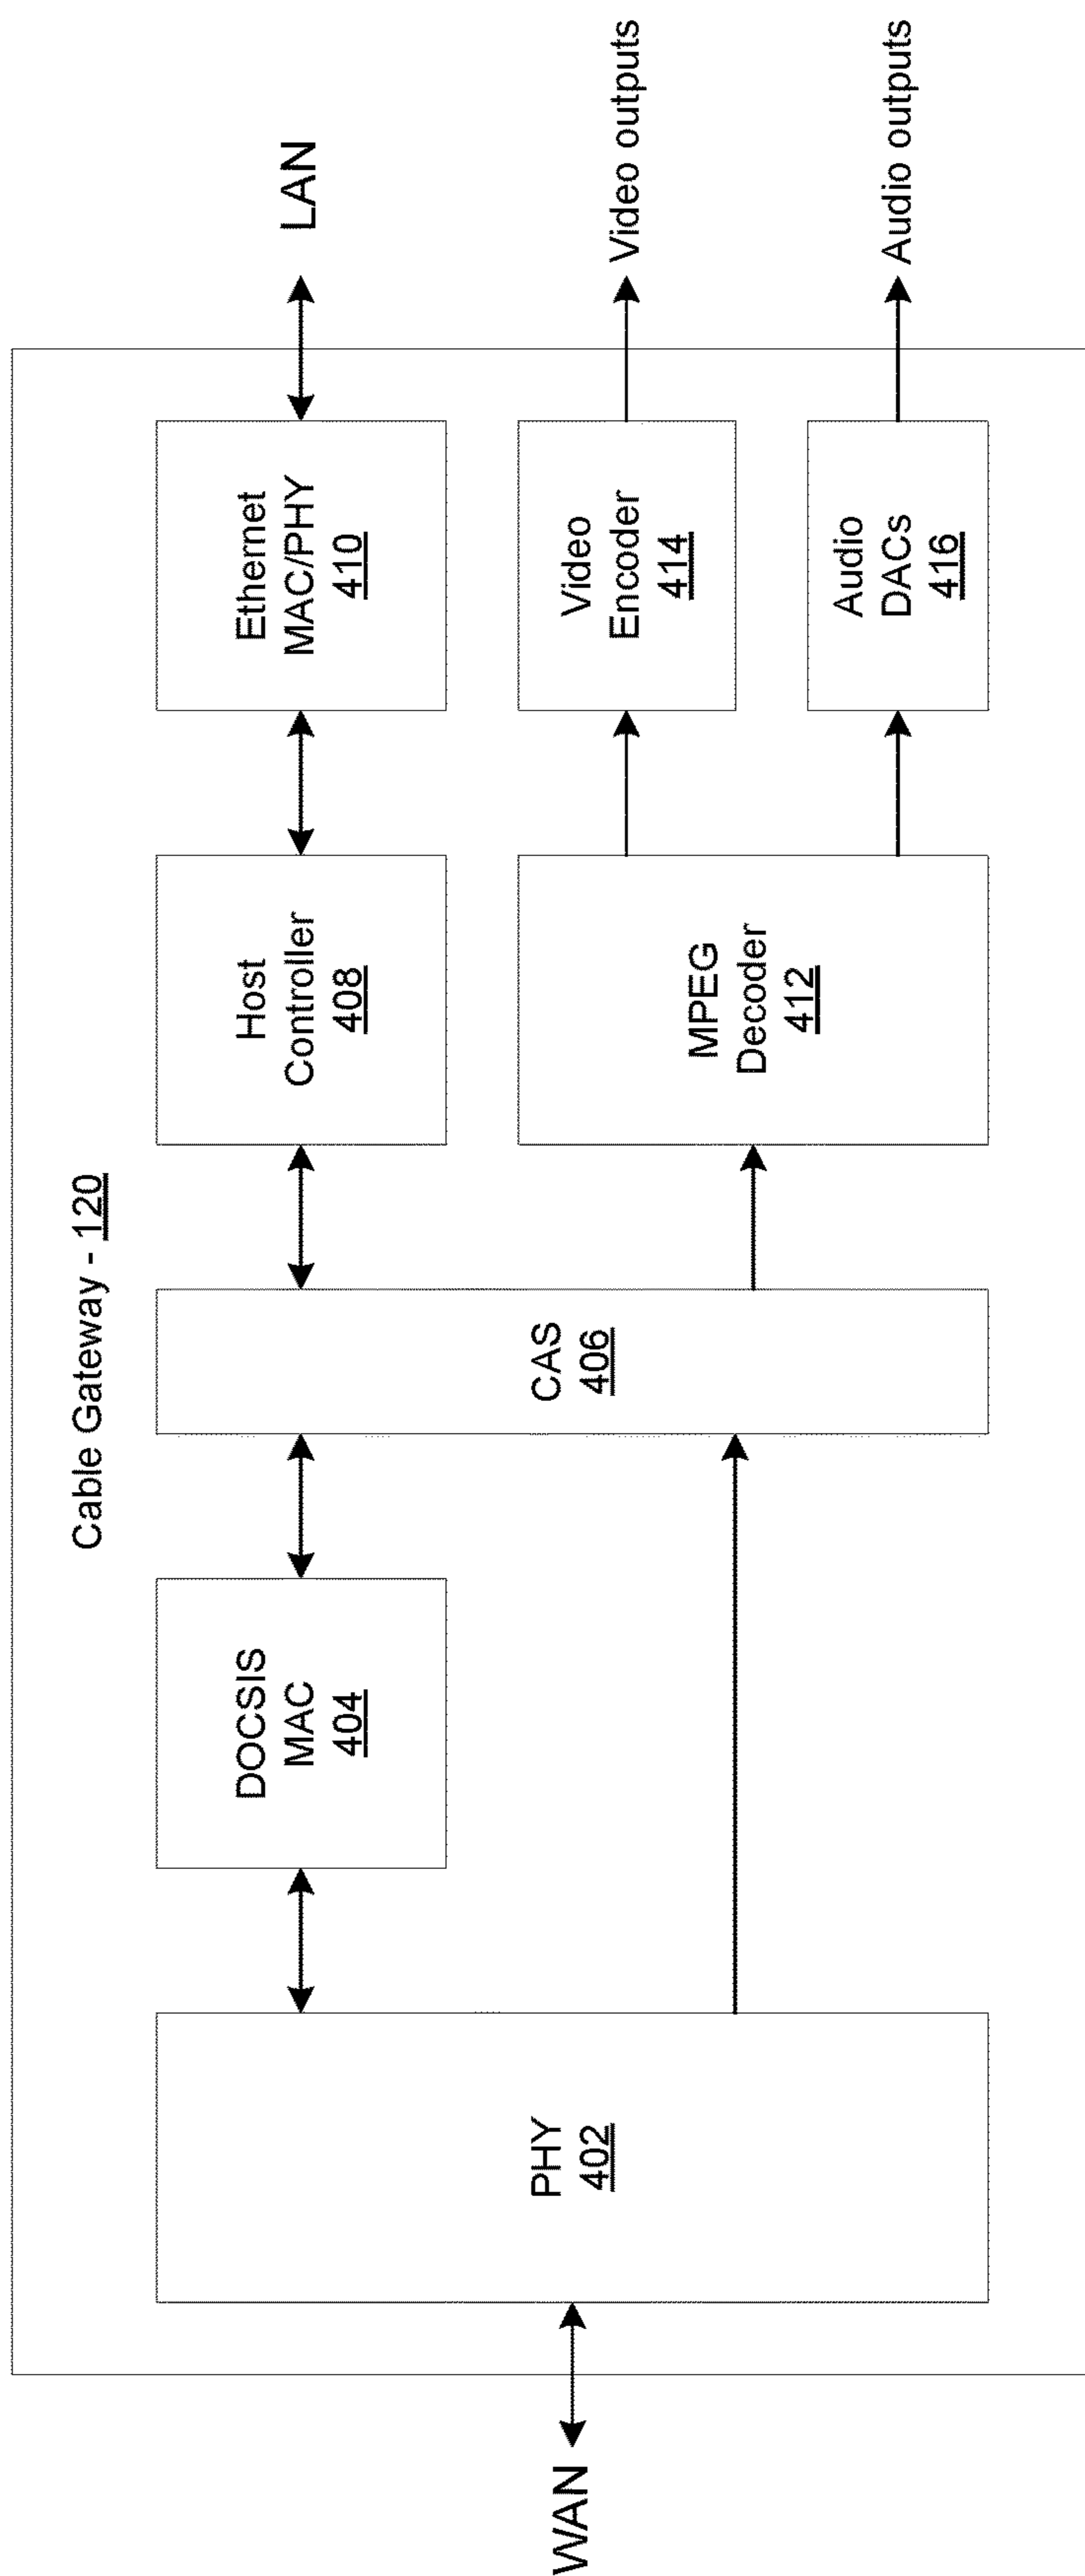 Cable Gateway - 120
WAN
PHY
402
DOCSIS
MAC
404
CAS
406
Host
Controller
408
Ethernet
MAC/PHY
410
LAN
MPEG
Decoder
412
Video
Encoder
414
Video outputs
Audio
DACs
416
Audio outputs